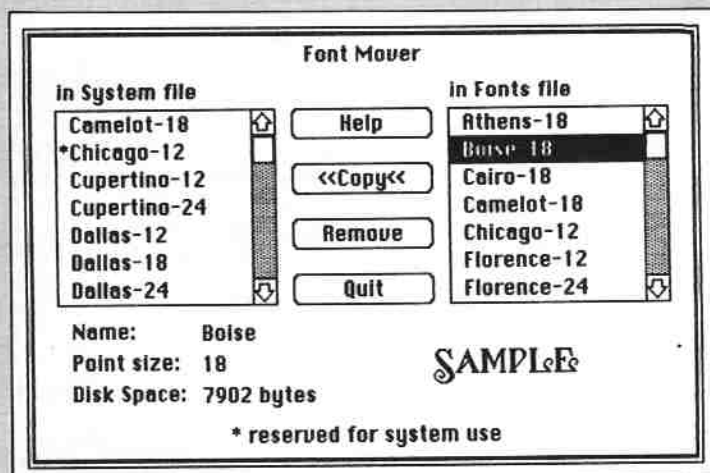 Font Mover
in System file
Camelot-18
*Chicago-12
Cupertino-12
Cupertino-24
Dallas-12
Dallas-18
Dallas-24
Help
<<Copy<<
Remove
Quit
in Fonts file
Athens-18
Boise-18
Cairo-18
Camelot-18
Chicago-12
Florence-12
Florence-24
Name: Boise
Point size: 18
Disk Space: 7902 bytes
SAMPLE
* reserved for system use